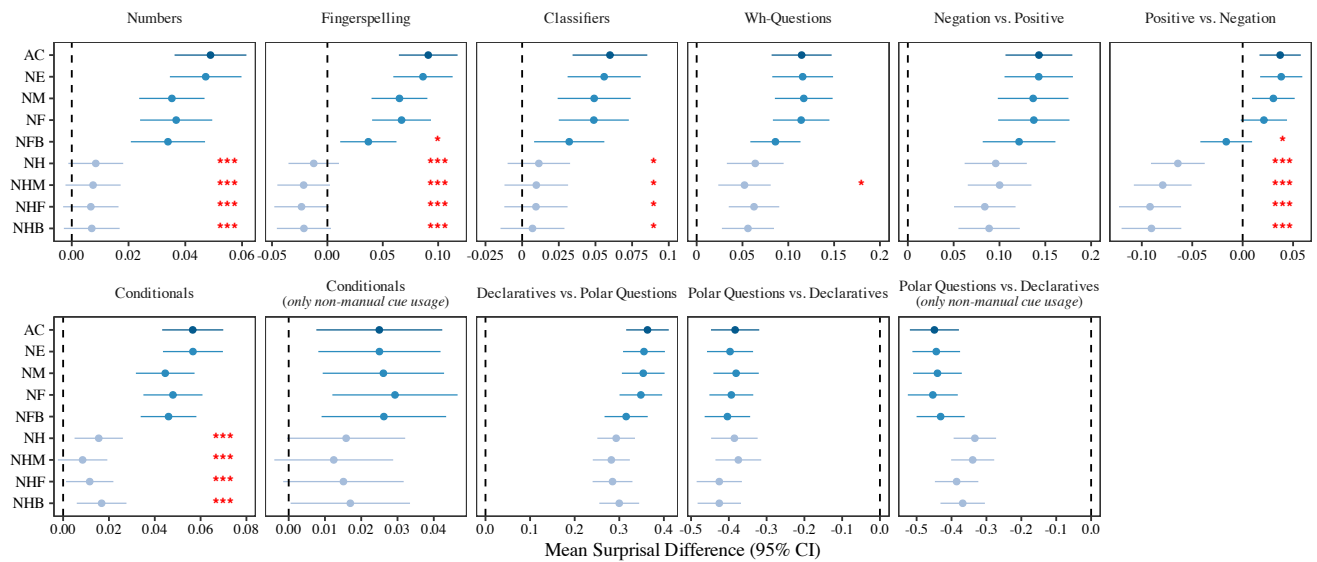 Numbers
Fingerspelling
Classifiers
Wh-Questions
Negation vs. Positive
Positive vs. Negation
AC
NE
NM
NF
NFB *  *
NH *** *** * ***
NHM *** *** * * ***
NHF *** *** * ***
NHB *** *** * ***
0.00 0.02 0.04 0.06
-0.05 0.00 0.05 0.10
-0.025 0 0.025 0.05 0.1
0.00 0.05 0.10 0.15 0.2
0 0.05 0.10 0.15 0.2
-0.10 0.00 0.05
Conditionals
Conditionals
(only non-manual cue usage)
Declaratives vs. Polar Questions
Polar Questions vs. Declaratives
Polar Questions vs. Declaratives
(only non-manual cue usage)
AC
NE
NM
NF
NFB
NH ***
NHM ***
NHF ***
NHB ***
0.00 0.02 0.04 0.06 0.08
0.00 0.01 0.02 0.03 0.04
0.0 0.1 0.2 0.3 0.4
-0.5 -0.4 -0.3 -0.2 -0.1 0.0
-0.5 -0.4 -0.3 -0.2 -0.1 0.0
Mean Surprisal Difference (95% CI)